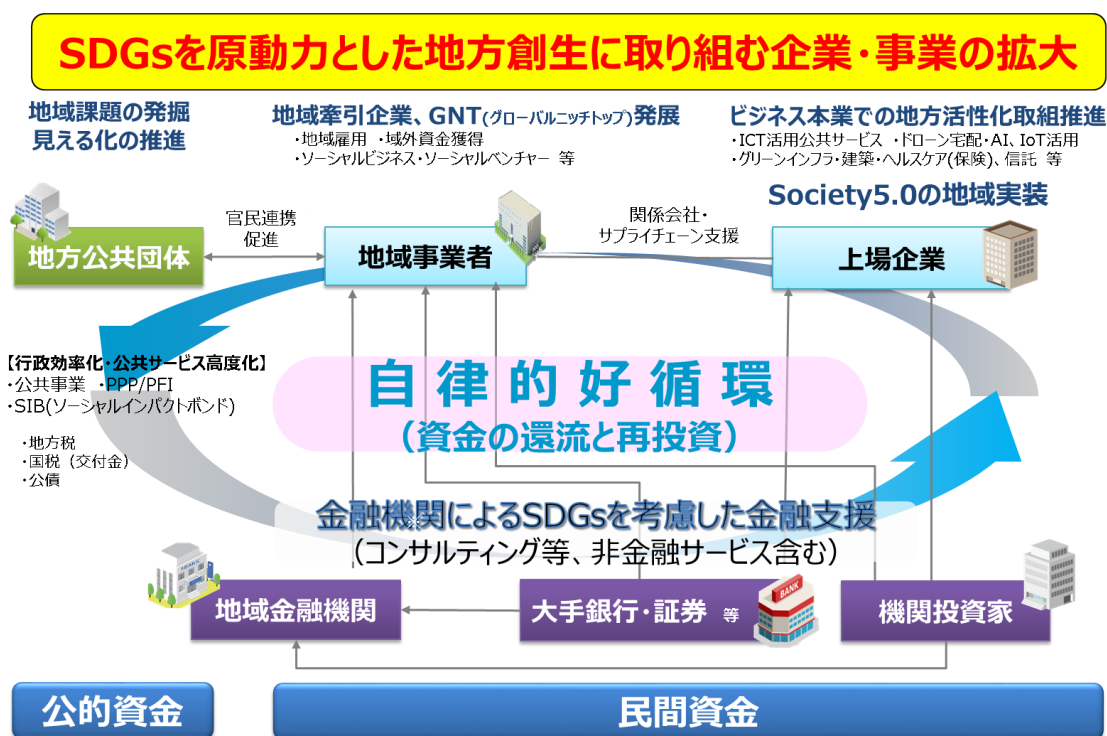 SDGsを原動力とした地方創生に取り組む企業・事業の拡大
地域課題の発掘
見える化の推進
地域牽引企業、GNT(グローバルニッチトップ)発展
・地域雇用 ・域外資金獲得
・ソーシャルビジネス・ソーシャルベンチャー 等
ビジネス本業での地方活性化取組推進
・ICT活用公共サービス ・ドローン宅配・AI、IoT活用
・グリーンインフラ・建築・ヘルスケア(保険)、信託 等
Society5.0の地域実装
地方公共団体
官民連携
促進
地域事業者
関係会社・
サプライチェーン支援
上場企業
【行政効率化・公共サービス高度化】
・公共事業 ・PPP/PFI
・SIB(ソーシャルインパクトボンド)
・地方税
・国税（交付金）
・公債
自律的好循環
（資金の還流と再投資）
金融機関によるSDGsを考慮した金融支援
（コンサルティング等、非金融サービス含む）
地域金融機関
大手銀行・証券 等
BANK
機関投資家
公的資金
民間資金